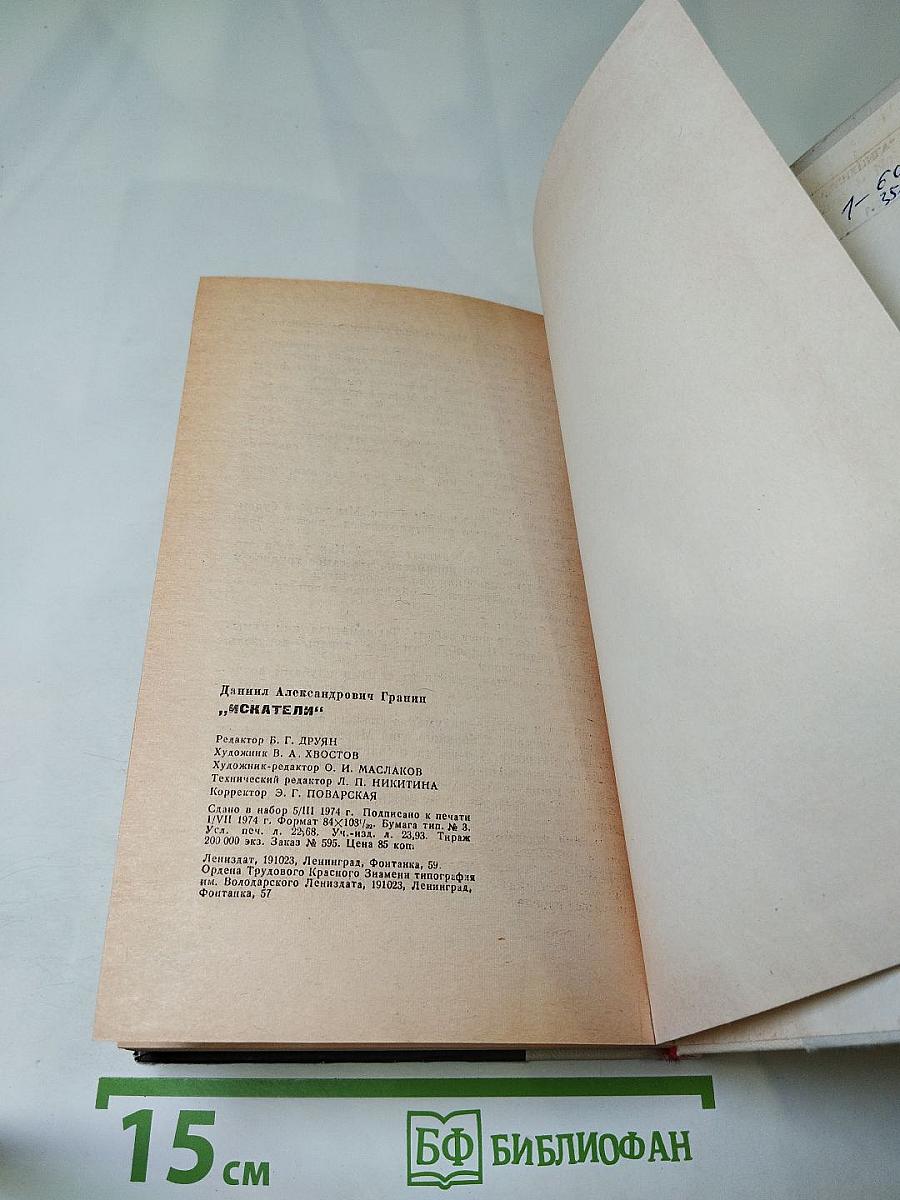 Даниил Александрович Гранин
„ИСКАТЕЛИ“
Редактор Б. Г. ДРУЯН
Художник В. А. ХВОСТОВ
Художник-редактор О. И. МАСЛАКОВ
Технический редактор Л. П. НИКИТИНА
Корректор Э. Г. ПОВАРСКАЯ
Сдано в набор 5/III 1974 г. Подписано к печати
1/VII 1974 г. Формат 84×108¹/₃₂. Бумага тип. № 3.
Усл. печ. л. 22,68. Уч.-изд. л. 23,93. Тираж
200 000 экз. Заказ № 595. Цена 85 коп.
Лениздат, 191023, Ленинград, Фонтанка, 59.
Ордена Трудового Красного Знамени типография
им. Володарского Лениздата, 191023, Ленинград,
Фонтанка, 57
15 см
БФ БИБЛИОФАН